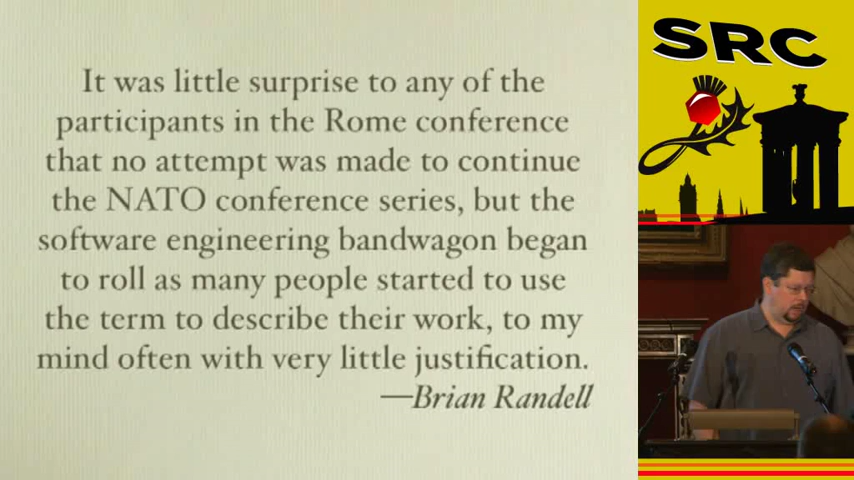 It was little surprise to any of the
participants in the Rome conference
that no attempt was made to continue
the NATO conference series, but the
software engineering bandwagon began
to roll as many people started to use
the term to describe their work, to my
mind often with very little justification.
—Brian Randell
SRC